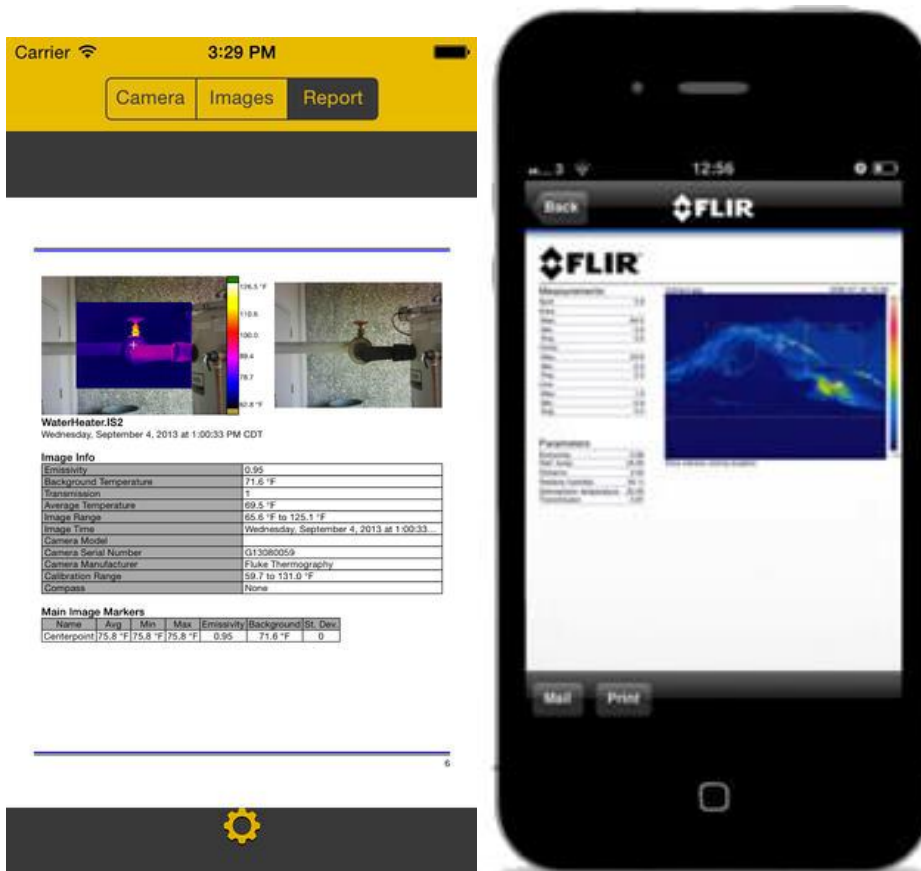 Carrier 3:29 PM
Camera Images Report
126.5 °F
110.6
100.0
89.4
78.7
62.8 °F
WaterHeater.IS2
Wednesday, September 4, 2013 at 1:00:33 PM CDT
Image Info
Emissivity 0.95
Background Temperature 71.6 °F
Transmission 1
Average Temperature 69.5 °F
Image Range 65.6 °F to 125.1 °F
Image Time Wednesday, September 4, 2013 at 1:00:33...
Camera Model
Camera Serial Number G13080059
Camera Manufacturer Fluke Thermography
Calibration Range 59.7 to 131.0 °F
Compass None
Main Image Markers
Name Avg Min Max Emissivity Background St. Dev.
Centerpoint 75.8 °F 75.8 °F 75.8 °F 0.95 71.6 °F 0
6
3 12:56
Back FLIR
FLIR
Measurements
Parameters
Mail Print